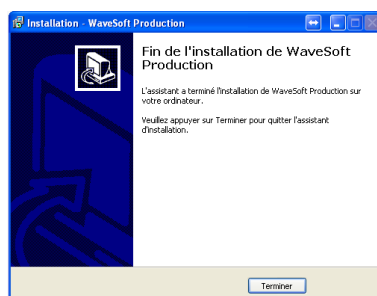 Installation - WaveSoft Production
Fin de l'installation de WaveSoft
Production
L'assistant a terminé l'installation de WaveSoft Production sur
votre ordinateur.
Veuillez appuyer sur Terminer pour quitter l'assistant
d'installation.
Terminer